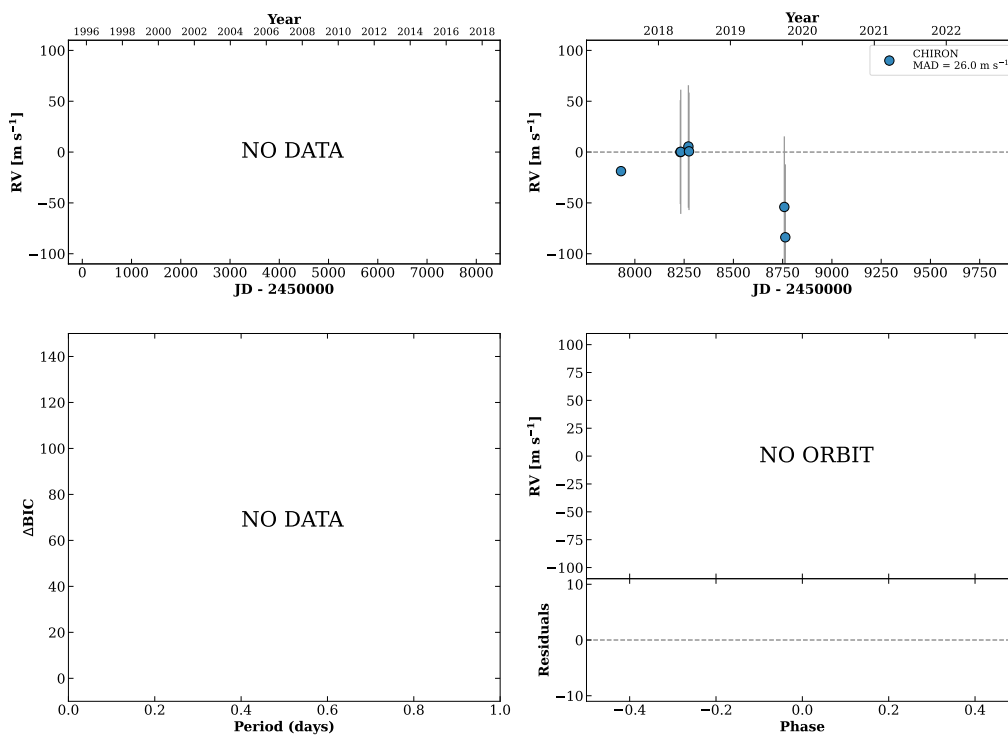 Year
1996 1998 2000 2002 2004 2006 2008 2010 2012 2014 2016 2018
100
50
0
−50
−100
RV [m s⁻¹]
NO DATA
0 1000 2000 3000 4000 5000 6000 7000 8000
JD - 2450000
Year
2018 2019 2020 2021 2022
CHIRON
MAD = 26.0 m s⁻¹
100
50
0
−50
−100
RV [m s⁻¹]
8000 8250 8500 8750 9000 9250 9500 9750
JD - 2450000
140
120
100
80
60
40
20
0
ΔBIC
NO DATA
0.0 0.2 0.4 0.6 0.8 1.0
Period (days)
100
75
50
25
0
−25
−50
−75
−100
RV [m s⁻¹]
NO ORBIT
10
0
−10
Residuals
−0.4 −0.2 0.0 0.2 0.4
Phase